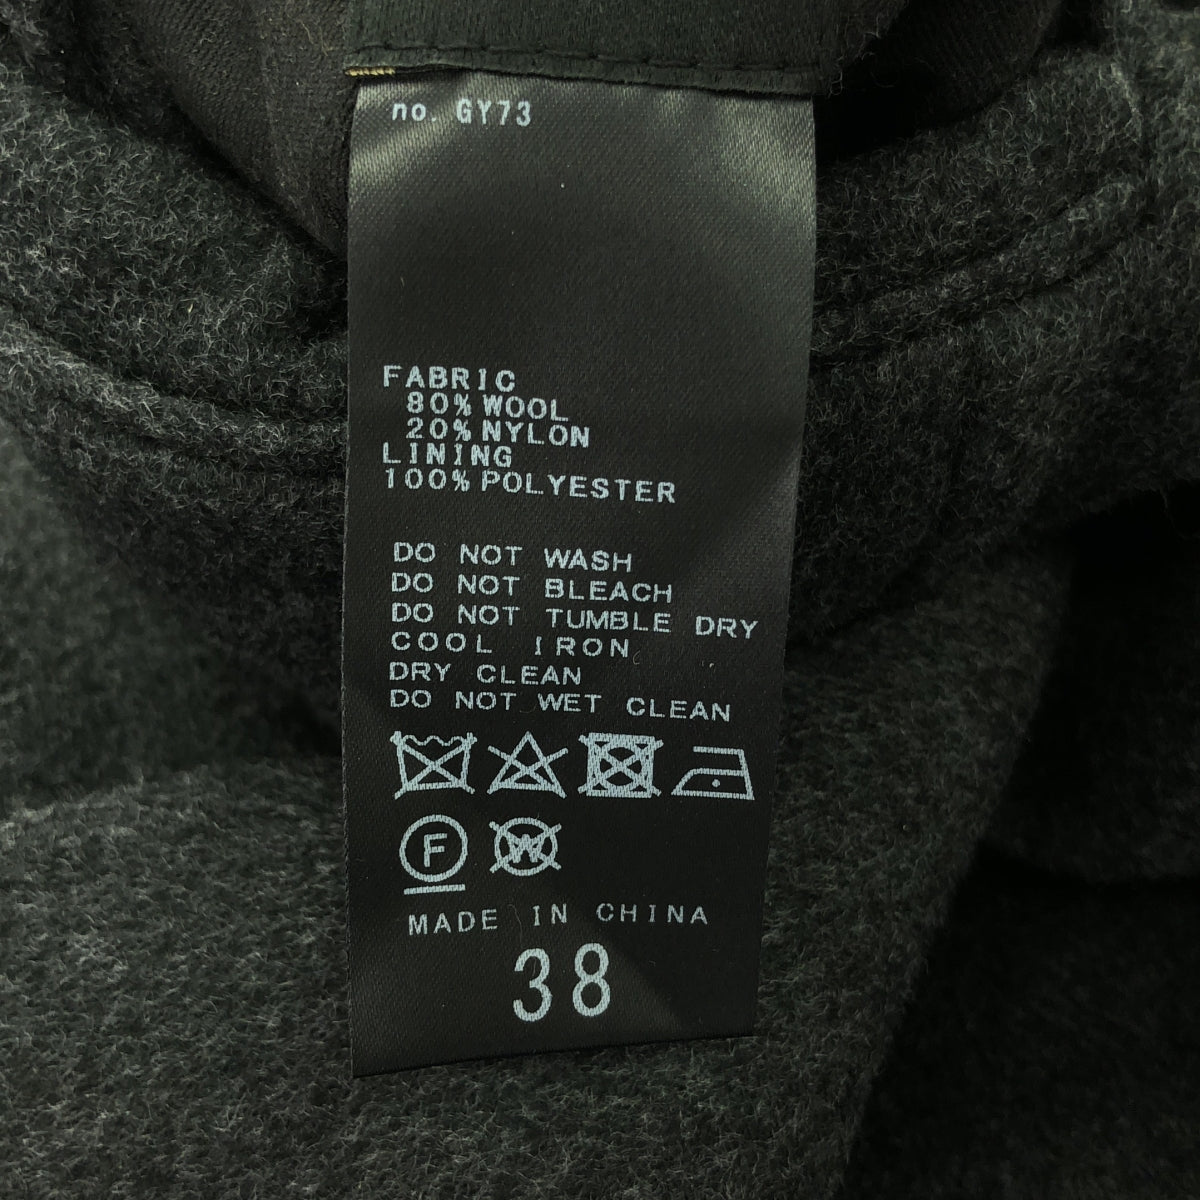 no. GY73
FABRIC
80% WOOL
20% NYLON
LINING
100% POLYESTER
DO NOT WASH
DO NOT BLEACH
DO NOT TUMBLE DRY
COOL IRON
DRY CLEAN
DO NOT WET CLEAN
F W
MADE IN CHINA
38